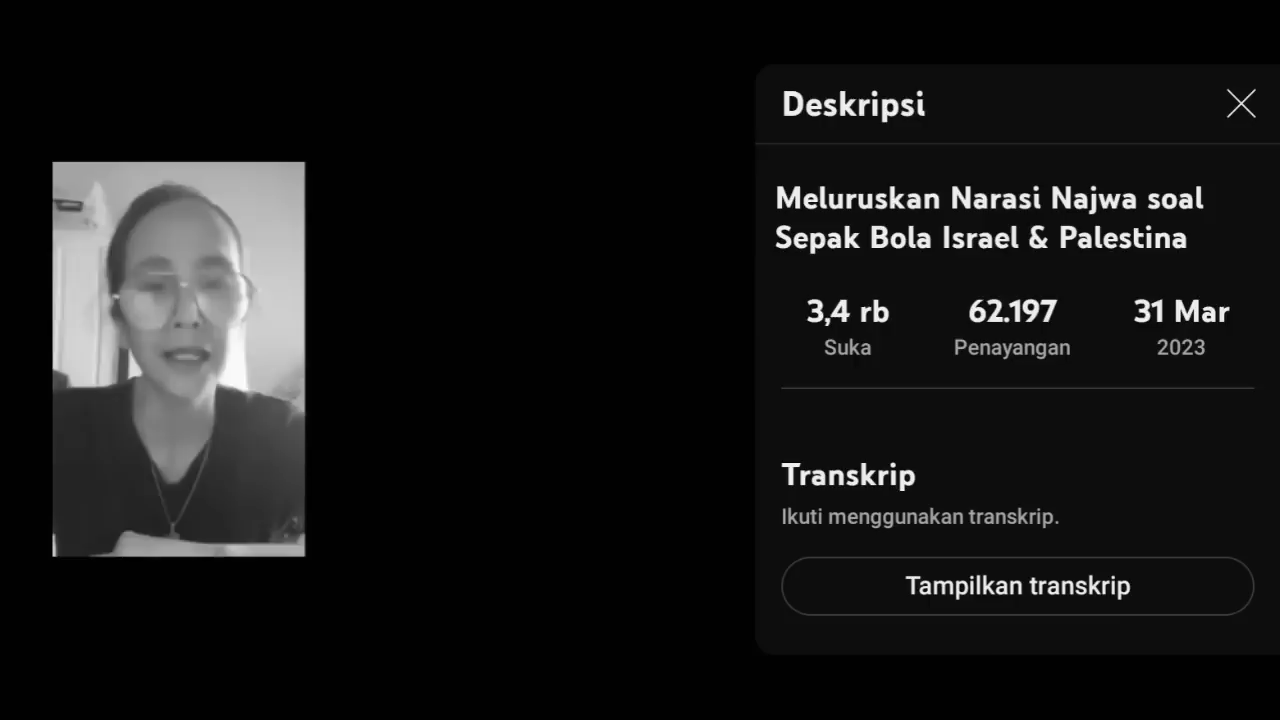 Deskripsi
Meluruskan Narasi Najwa soal
Sepak Bola Israel & Palestina
3,4 rb
62.197
31 Mar
Suka
Penayangan
2023
Transkrip
Ikuti menggunakan transkrip.
Tampilkan transkrip